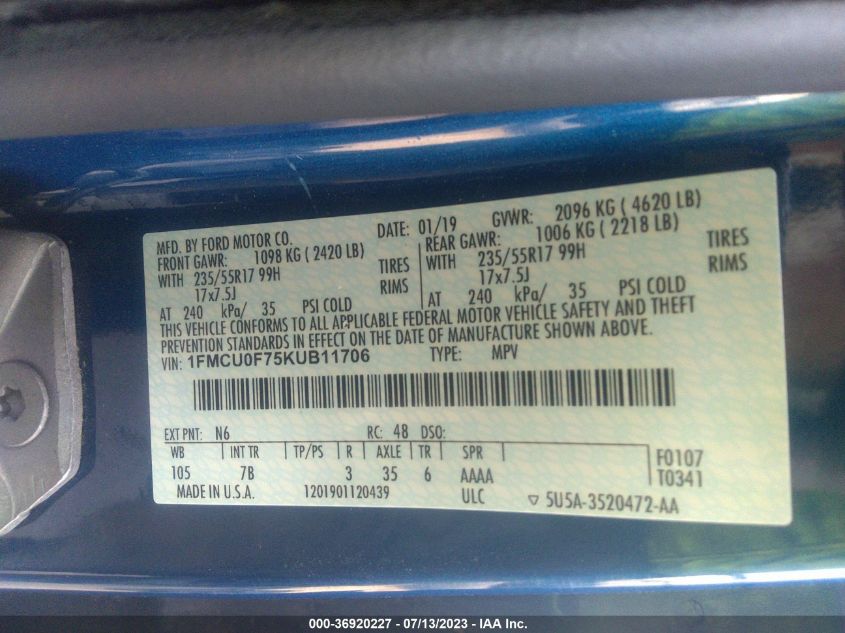 MFD. BY FORD MOTOR CO. DATE: 01/19 GVWR: 2096 KG ( 4620 LB)
FRONT GAWR: 1098 KG ( 2420 LB) REAR GAWR: 1006 KG ( 2218 LB)
WITH 235/55R17 99H TIRES WITH 235/55R17 99H TIRES
17x7.5J RIMS 17x7.5J RIMS
AT 240 kPa/ 35 PSI COLD AT 240 kPa/ 35 PSI COLD
THIS VEHICLE CONFORMS TO ALL APPLICABLE FEDERAL MOTOR VEHICLE SAFETY AND THEFT
PREVENTION STANDARDS IN EFFECT ON THE DATE OF MANUFACTURE SHOWN ABOVE.
VIN: 1FMCU0F75KUB11706 TYPE: MPV
EXT PNT: N6 RC: 48 DSO:
WB INT TR TP/PS R AXLE TR SPR F0107
105 7B 3 35 6 AAAA T0341
MADE IN U.S.A. 1201901120439 ULC ▽ 5U5A-3520472-AA
000-36920227 - 07/13/2023 - IAA Inc.